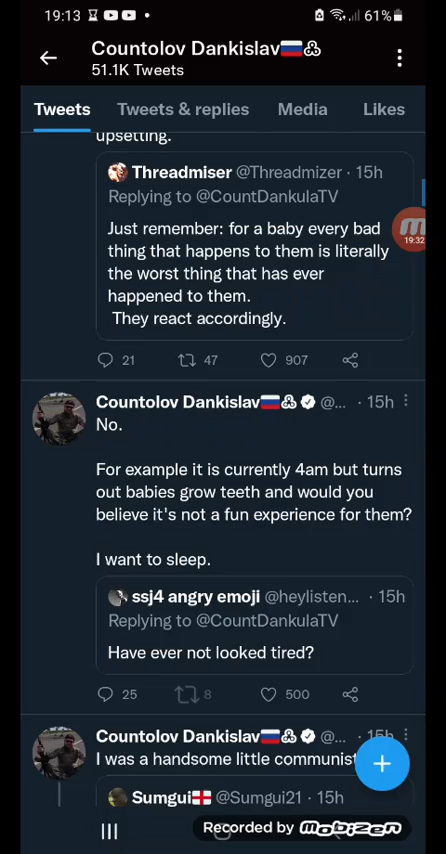 19:13 61%
Countolov Dankislav
51.1K Tweets
Tweets Tweets & replies Media Likes
upsetting.
Threadmiser @Threadmizer · 15h
Replying to @CountDankulaTV
Just remember: for a baby every bad
thing that happens to them is literally
the worst thing that has ever
happened to them.
They react accordingly.
19:32
21 47 907
Countolov Dankislav @... · 15h
No.
For example it is currently 4am but turns
out babies grow teeth and would you
believe it's not a fun experience for them?
I want to sleep.
ssj4 angry emoji @heylisten... · 15h
Replying to @CountDankulaTV
Have ever not looked tired?
25 8 500
Countolov Dankislav @... · 15h
I was a handsome little communist
Sumgui @Sumgui21 · 15h
Recorded by mobizen